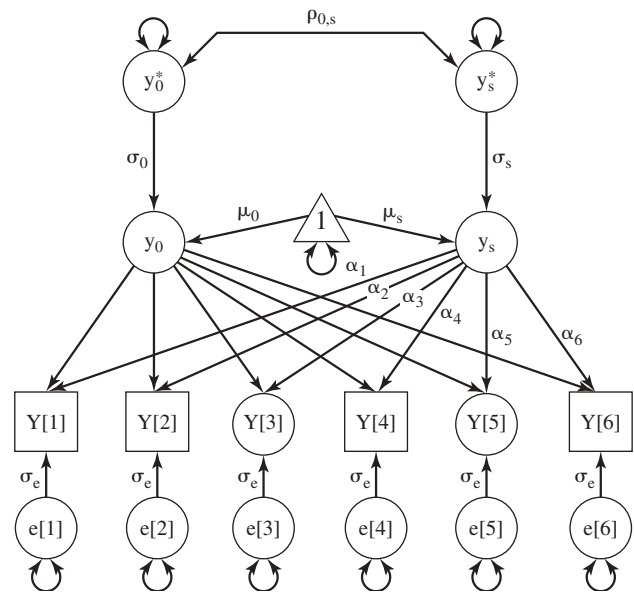 ρ0,s
y0* ys*
σ0 σs
μ0 1 μs
y0 ys
α1 α2 α3 α4 α5 α6
Y[1] Y[2] Y[3] Y[4] Y[5] Y[6]
σe σe σe σe σe σe
e[1] e[2] e[3] e[4] e[5] e[6]